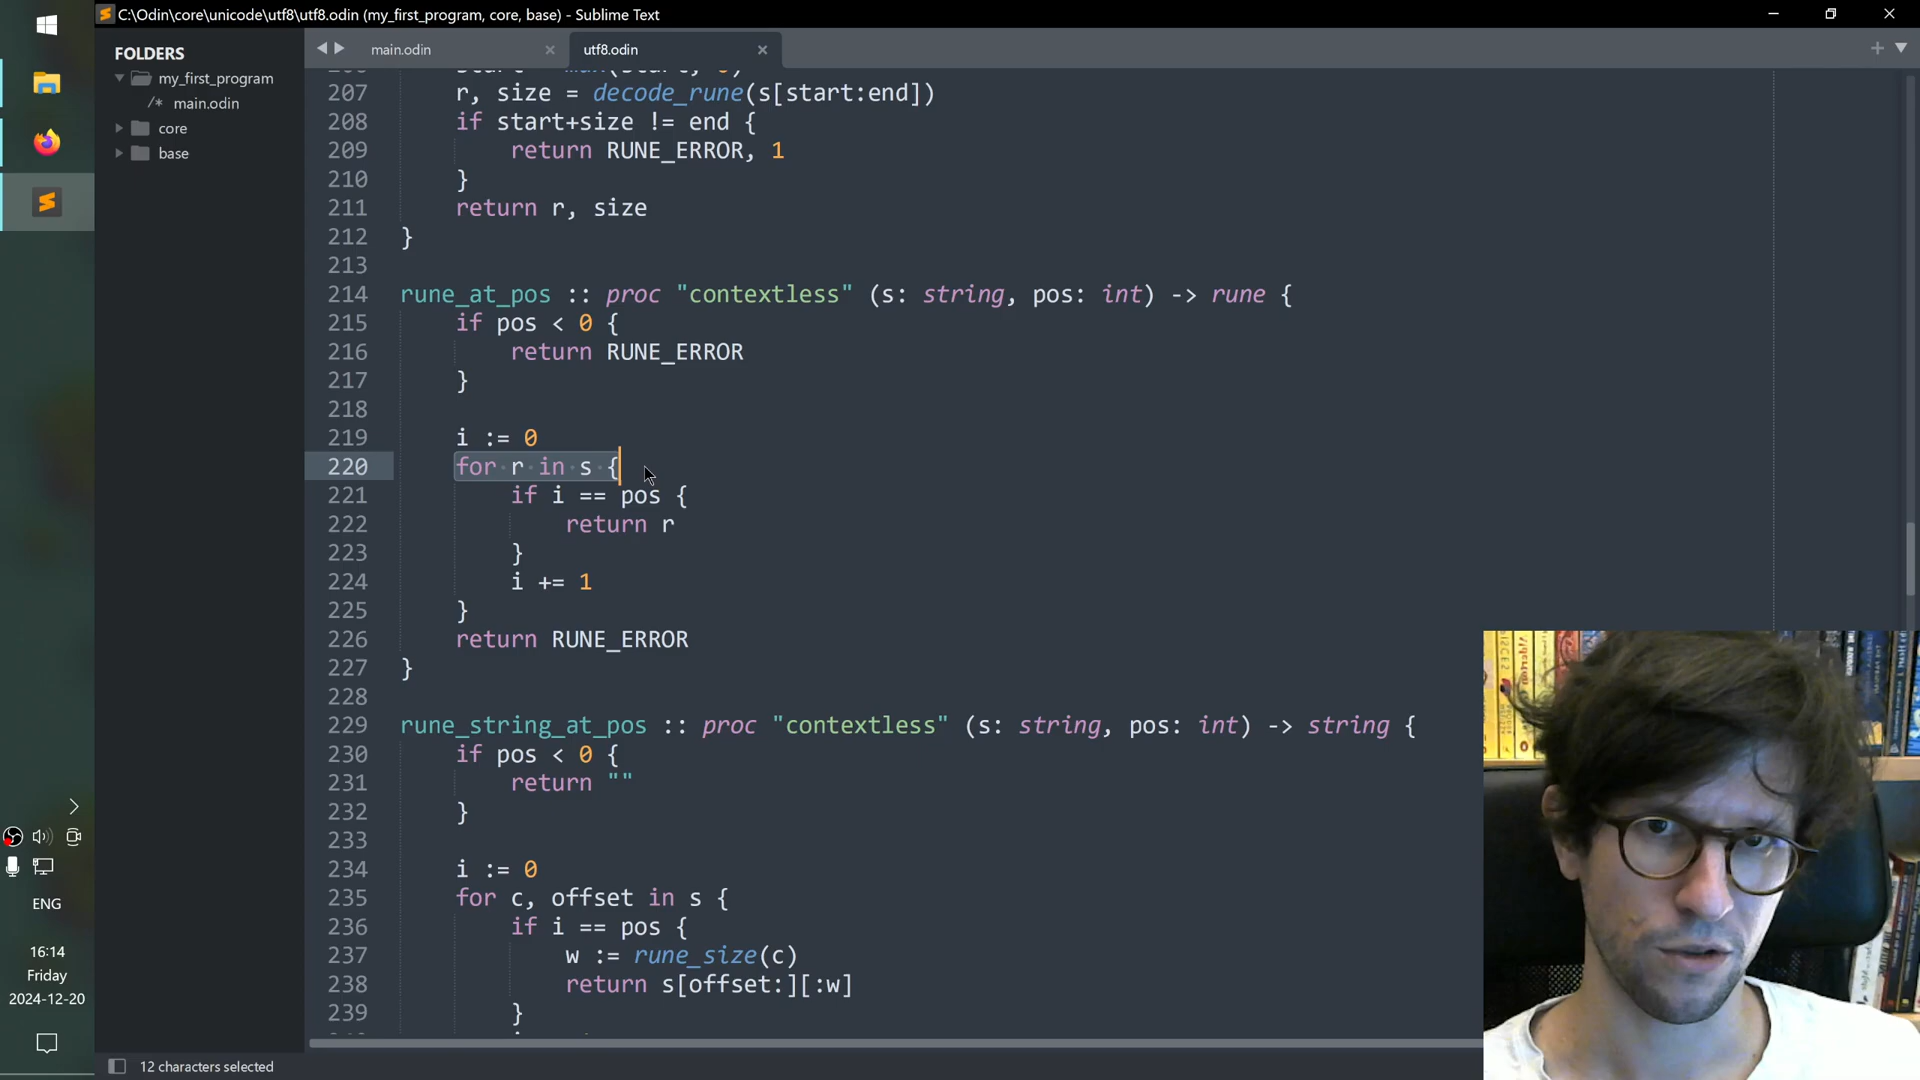 C:\Odin\core\unicode\utf8\utf8.odin (my_first_program, core, base) - Sublime Text
FOLDERS
my_first_program
/* main.odin
core
base
main.odin
utf8.odin
207 r, size = decode_rune(s[start:end])
208 if start+size != end {
209 return RUNE_ERROR, 1
210 }
211 return r, size
212 }
213
214 rune_at_pos :: proc "contextless" (s: string, pos: int) -> rune {
215 if pos < 0 {
216 return RUNE_ERROR
217 }
218
219 i := 0
220 for r in s {
221 if i == pos {
222 return r
223 }
224 i += 1
225 }
226 return RUNE_ERROR
227 }
228
229 rune_string_at_pos :: proc "contextless" (s: string, pos: int) -> string {
230 if pos < 0 {
231 return ""
232 }
233
234 i := 0
235 for c, offset in s {
236 if i == pos {
237 w := rune_size(c)
238 return s[offset:][:w]
239 }
ENG
16:14
Friday
2024-12-20
12 characters selected